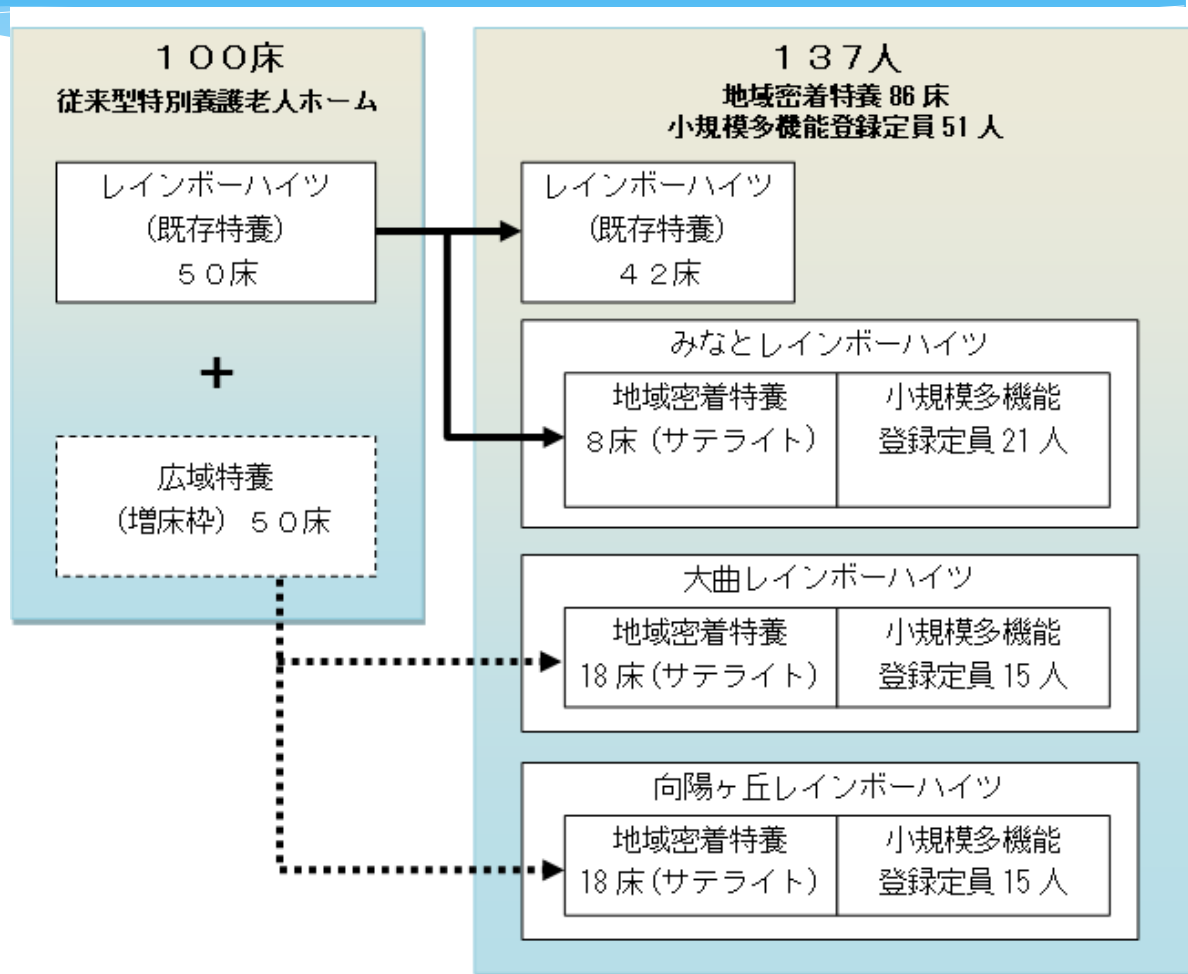 １００床
従来型特別養護老人ホーム
レインボーハイツ
(既存特養)
５０床
+
広域特養
(増床枠) ５０床
１３７人
地域密着特養 86 床
小規模多機能登録定員 51 人
レインボーハイツ
(既存特養)
４２床
みなとレインボーハイツ
地域密着特養
8床 (サテライト)
小規模多機能
登録定員 21 人
大曲レインボーハイツ
地域密着特養
18 床(サテライト)
小規模多機能
登録定員 15 人
向陽ヶ丘レインボーハイツ
地域密着特養
18 床(サテライト)
小規模多機能
登録定員 15 人